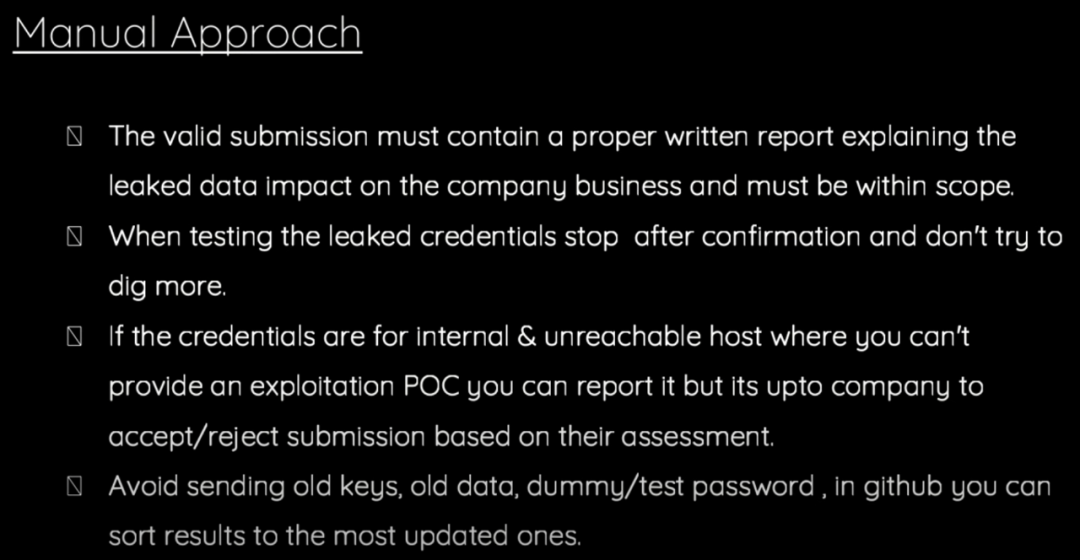 Manual Approach
The valid submission must contain a proper written report explaining the
leaked data impact on the company business and must be within scope.
When testing the leaked credentials stop  after confirmation and don't try to
dig more.
If the credentials are for internal & unreachable host where you can't
provide an exploitation POC you can report it but its upto company to
accept/reject submission based on their assessment.
Avoid sending old keys, old data, dummy/test password , in github you can
sort results to the most updated ones.